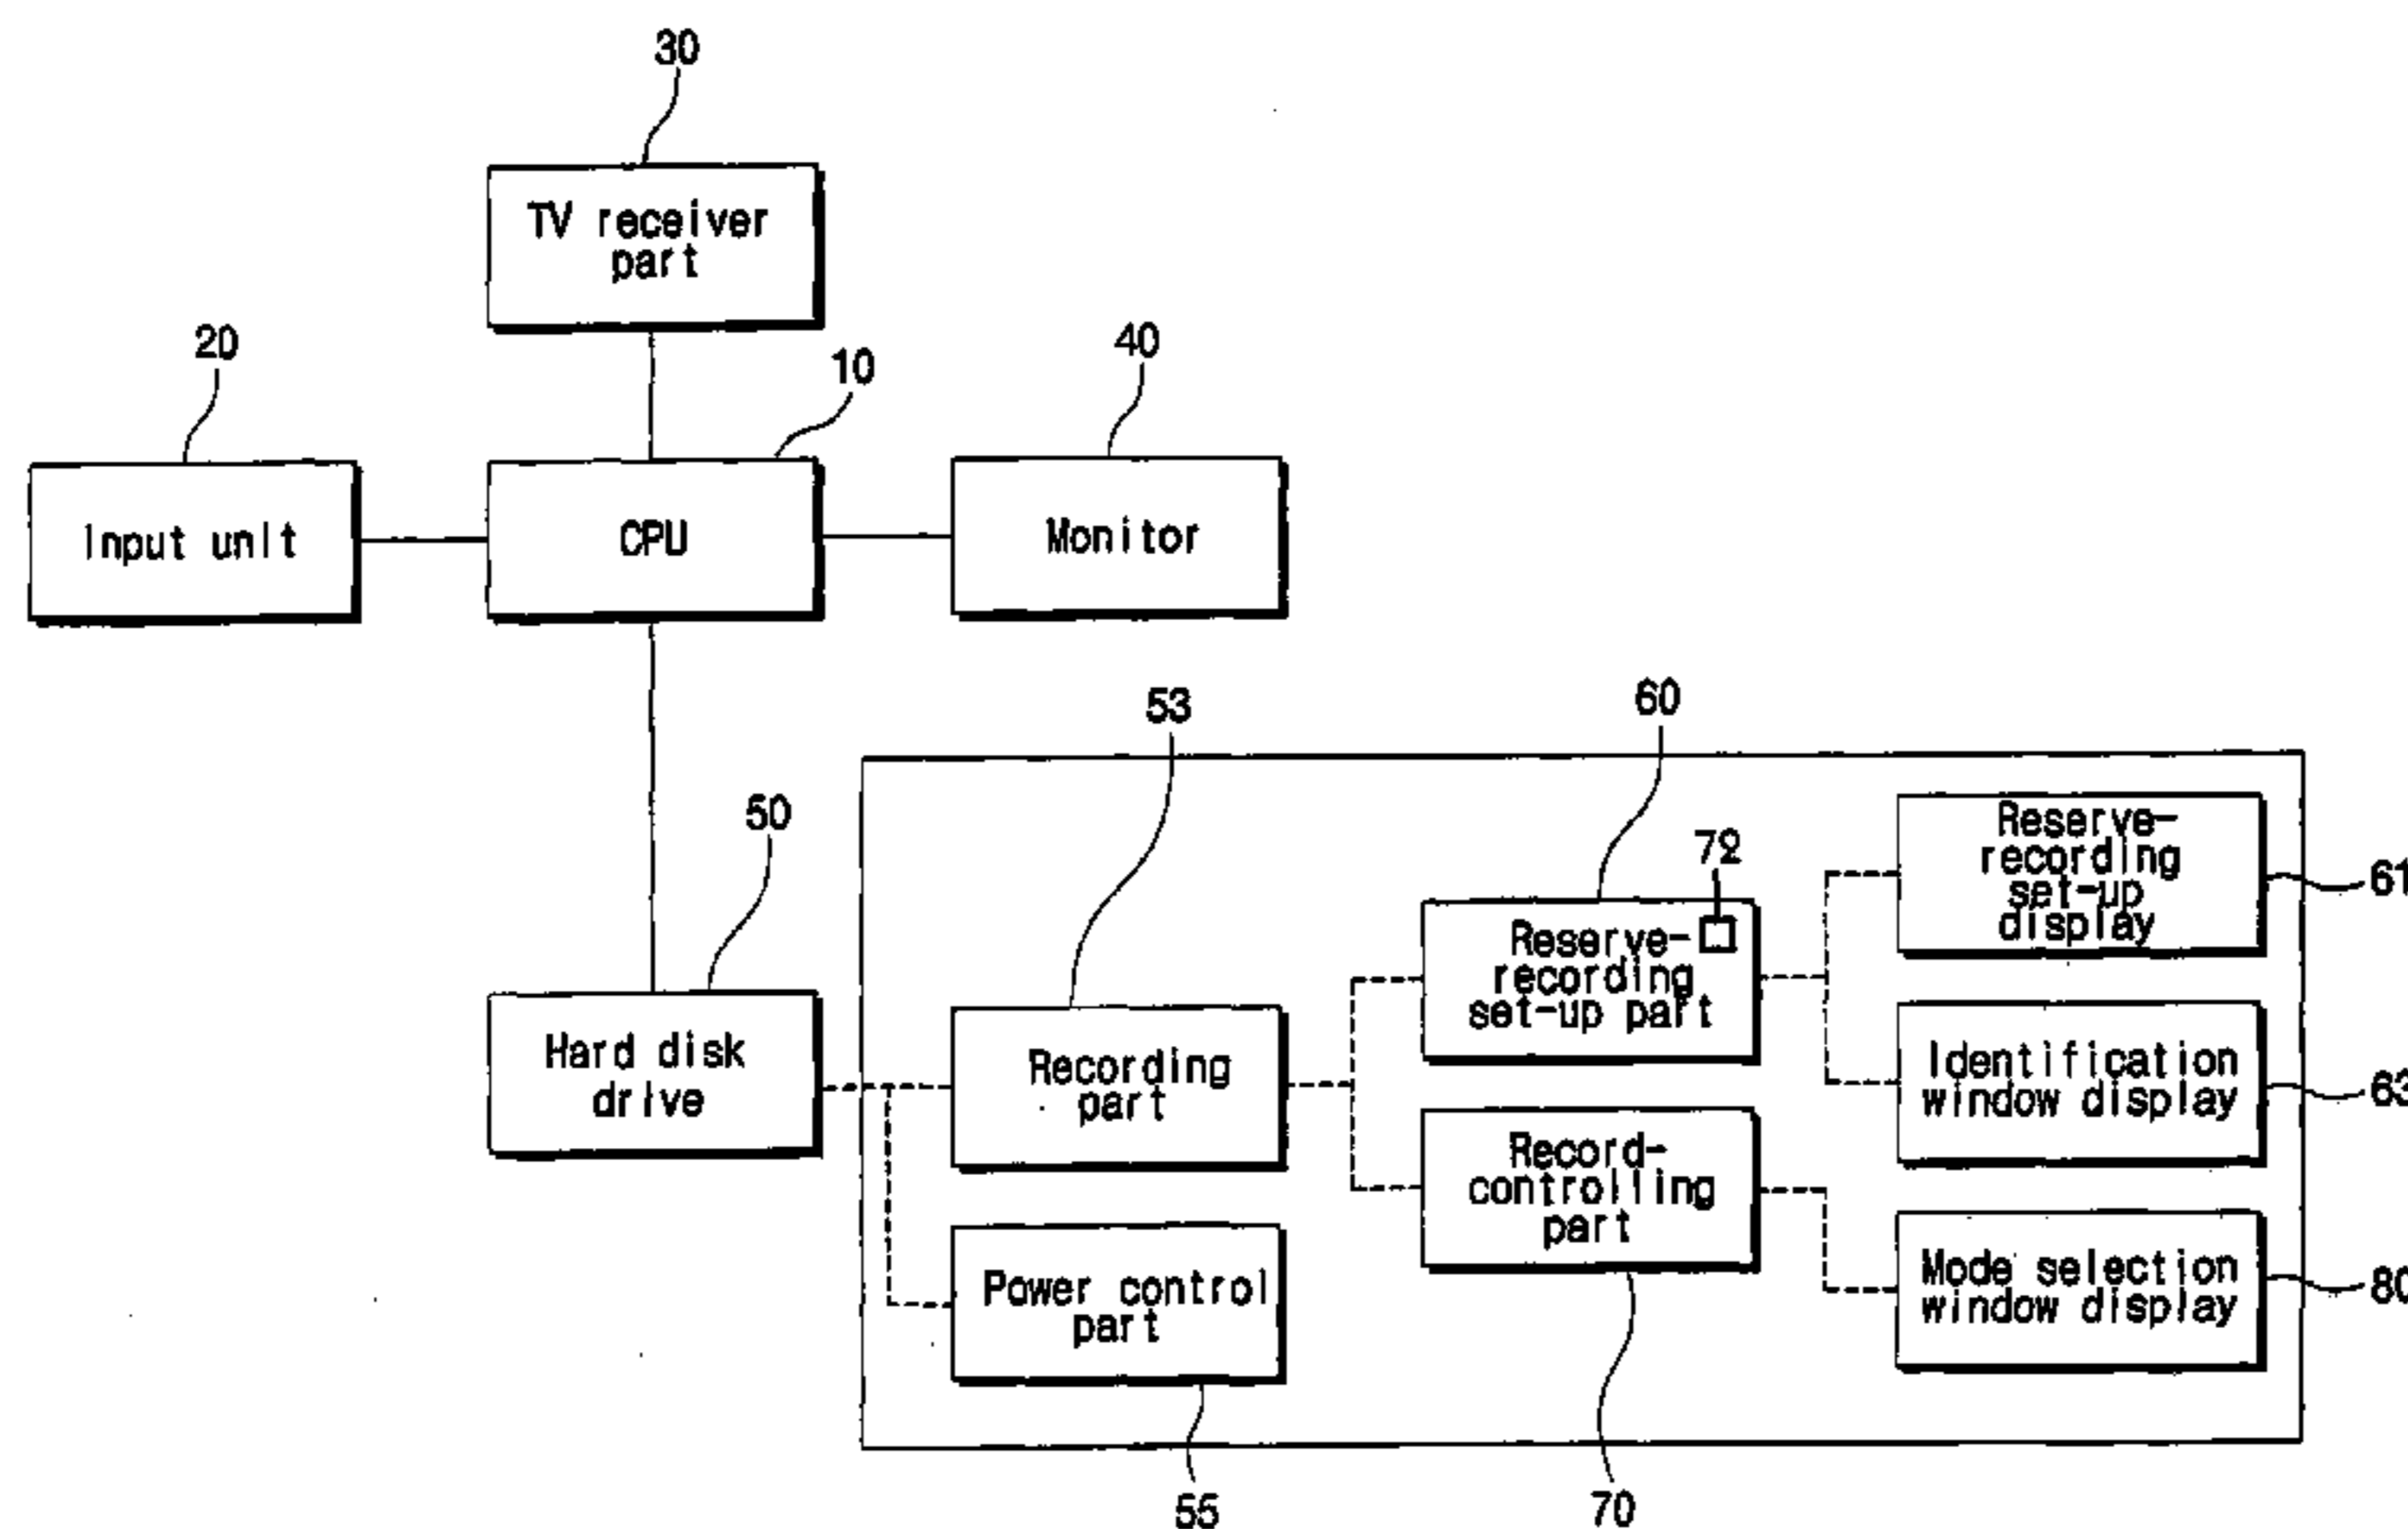 30
TV receiver
part
20
10
40
Input unit
CPU
Monitor
53
60
50
72
Reserve-
recording
set-up
display
61
Reserve-
recording
set-up part
Hard disk
drive
Recording
part
Identification
window display
63
Record-
controlling
part
Power control
part
Mode selection
window display
80
55
70